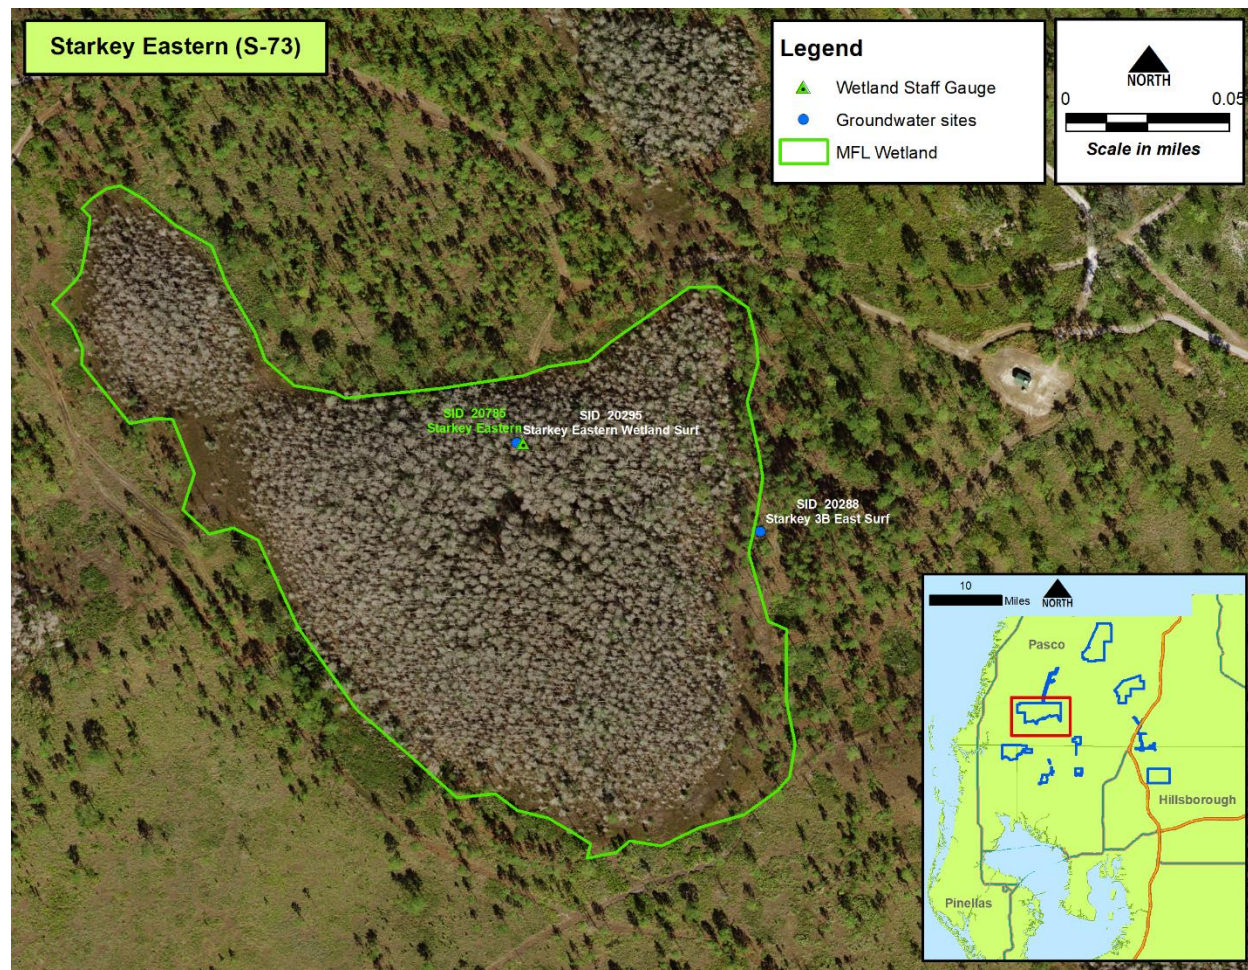 Starkey Eastern (S-73)
Legend
Wetland Staff Gauge
Groundwater sites
MFL Wetland
NORTH
0 0.05
Scale in miles
SID 20785
Starkey Eastern
SID 20295
Starkey Eastern Wetland Surf
SID 20288
Starkey 3B East Surf
10
Miles
NORTH
Pasco
Hillsborough
Pinellas